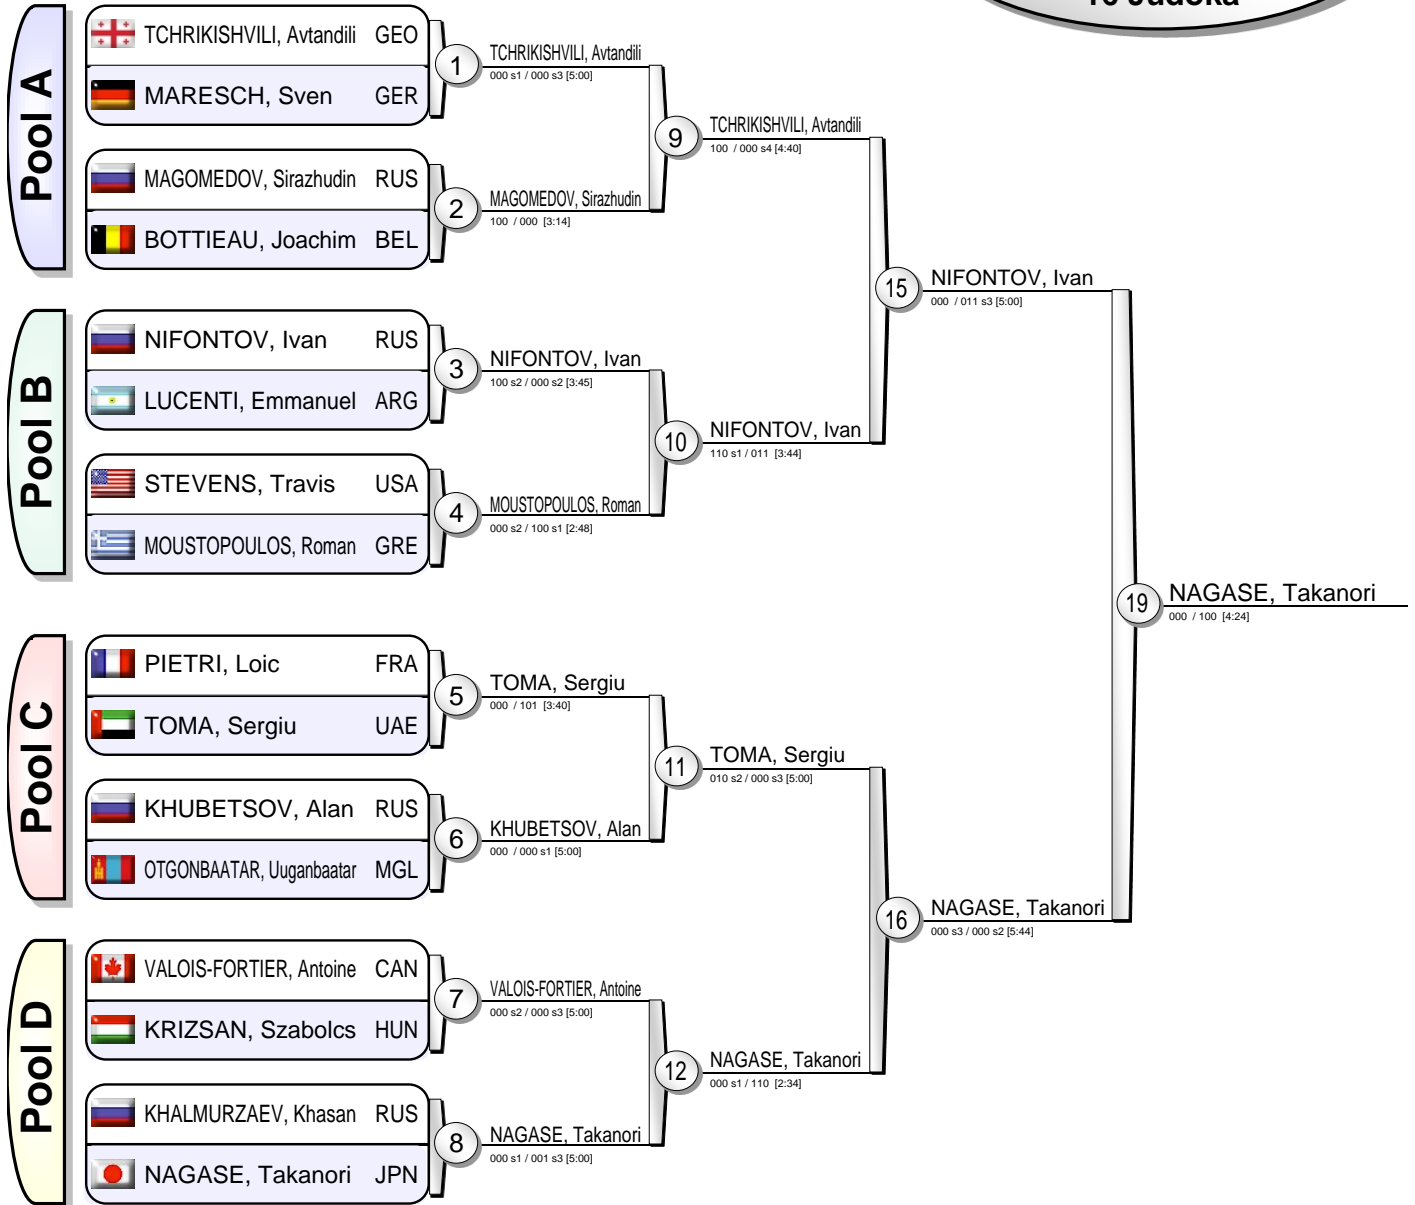 16 Judoka
Pool A
TCHRIKISHVILI, Avtandili GEO
MARESCH, Sven GER
1
TCHRIKISHVILI, Avtandili
000 s1 / 000 s3 [5:00]
MAGOMEDOV, Sirazhudin RUS
BOTTIEAU, Joachim BEL
2
MAGOMEDOV, Sirazhudin
100 / 000 [3:14]
9
TCHRIKISHVILI, Avtandili
100 / 000 s4 [4:40]
Pool B
NIFONTOV, Ivan RUS
LUCENTI, Emmanuel ARG
3
NIFONTOV, Ivan
100 s2 / 000 s2 [3:45]
STEVENS, Travis USA
MOUSTOPOULOS, Roman GRE
4
MOUSTOPOULOS, Roman
000 s2 / 100 s1 [2:48]
10
NIFONTOV, Ivan
110 s1 / 011 [3:44]
15
NIFONTOV, Ivan
000 / 011 s3 [5:00]
Pool C
PIETRI, Loic FRA
TOMA, Sergiu UAE
5
TOMA, Sergiu
000 / 101 [3:40]
KHUBETSOV, Alan RUS
OTGONBAATAR, Uuganbaatar MGL
6
KHUBETSOV, Alan
000 / 000 s1 [5:00]
11
TOMA, Sergiu
010 s2 / 000 s3 [5:00]
Pool D
VALOIS-FORTIER, Antoine CAN
KRIZSAN, Szabolcs HUN
7
VALOIS-FORTIER, Antoine
000 s2 / 000 s3 [5:00]
KHALMURZAEV, Khasan RUS
NAGASE, Takanori JPN
8
NAGASE, Takanori
000 s1 / 001 s3 [5:00]
12
NAGASE, Takanori
000 s1 / 110 [2:34]
16
NAGASE, Takanori
000 s3 / 000 s2 [5:44]
19
NAGASE, Takanori
000 / 100 [4:24]